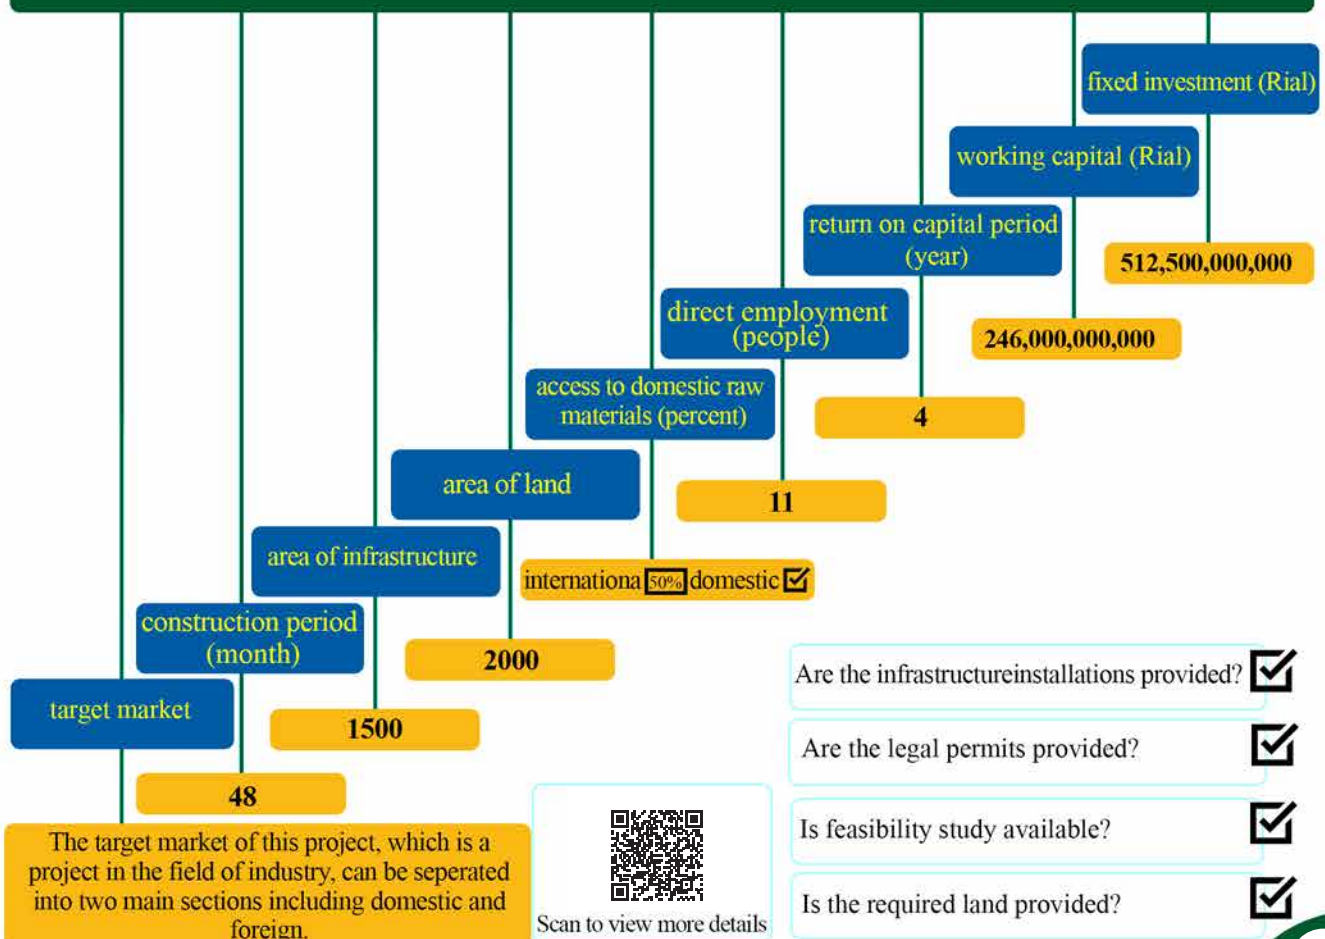 fixed investment (Rial)
512,500,000,000
working capital (Rial)
246,000,000,000
return on capital period
(year)
4
direct employment
(people)
11
access to domestic raw
materials (percent)
internationa 50% domestic
area of land
2000
area of infrastructure
1500
construction period
(month)
48
target market
The target market of this project, which is a
project in the field of industry, can be seperated
into two main sections including domestic and
foreign.
Scan to view more details
Are the infrastructureinstallations provided?
Are the legal permits provided?
Is feasibility study available?
Is the required land provided?